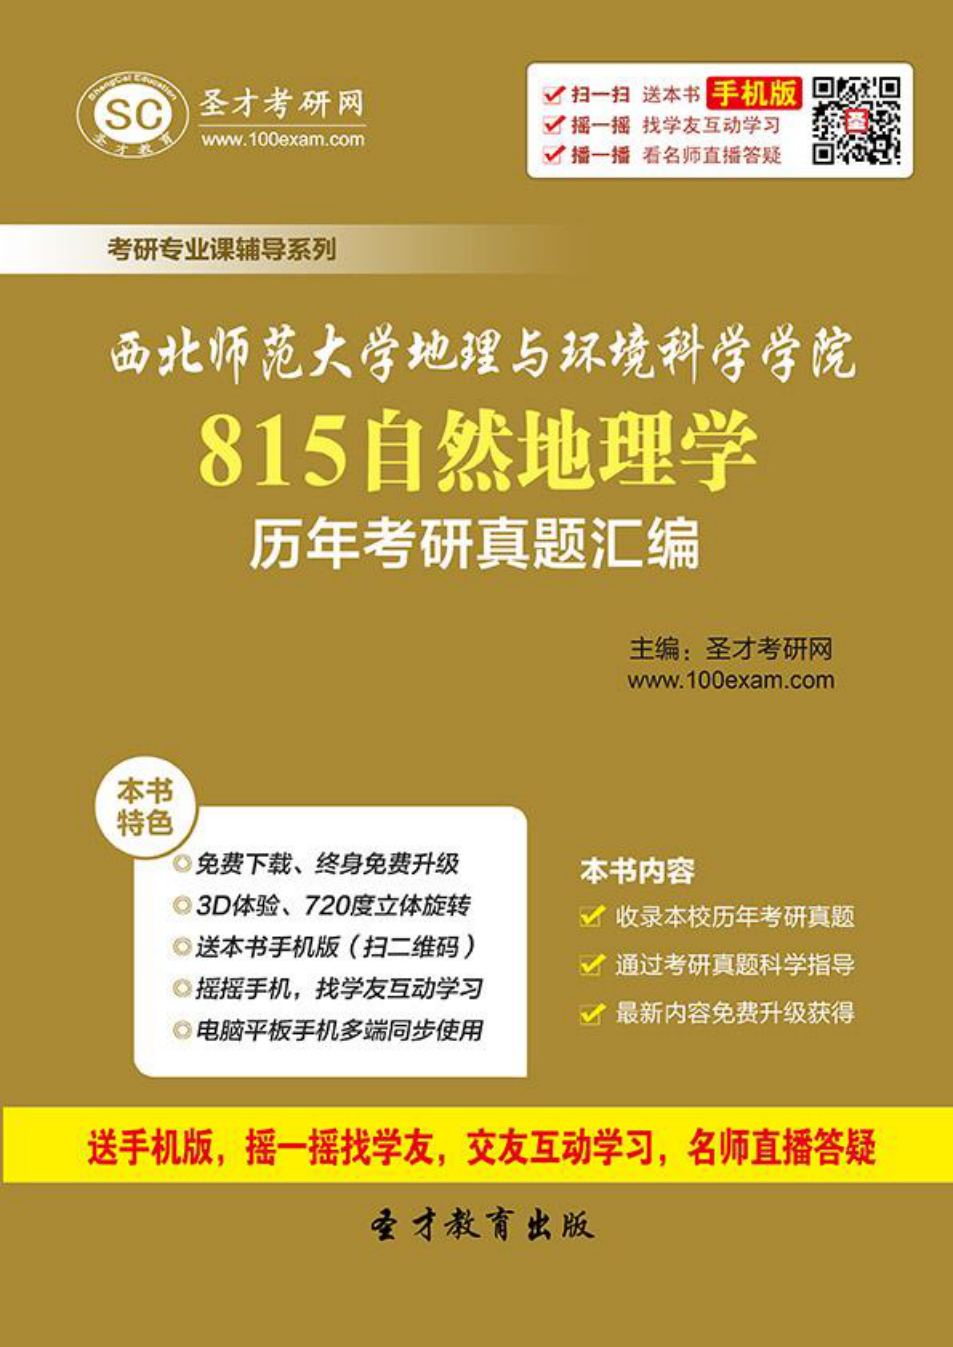 ShengCai Education
SC
圣才教育
圣才考研网
www.100exam.com
扫一扫 送本书 手机版
摇一摇 找学友互动学习
播一播 看名师直播答疑
圣
考研专业课辅导系列
西北师范大学地理与环境科学学院
815自然地理学
历年考研真题汇编
主编：圣才考研网
www.100exam.com
本书
特色
◎免费下载、终身免费升级
◎3D体验、720度立体旋转
◎送本书手机版（扫二维码）
◎摇摇手机，找学友互动学习
◎电脑平板手机多端同步使用
本书内容
收录本校历年考研真题
通过考研真题科学指导
最新内容免费升级获得
送手机版，摇一摇找学友，交友互动学习，名师直播答疑
圣才教育出版